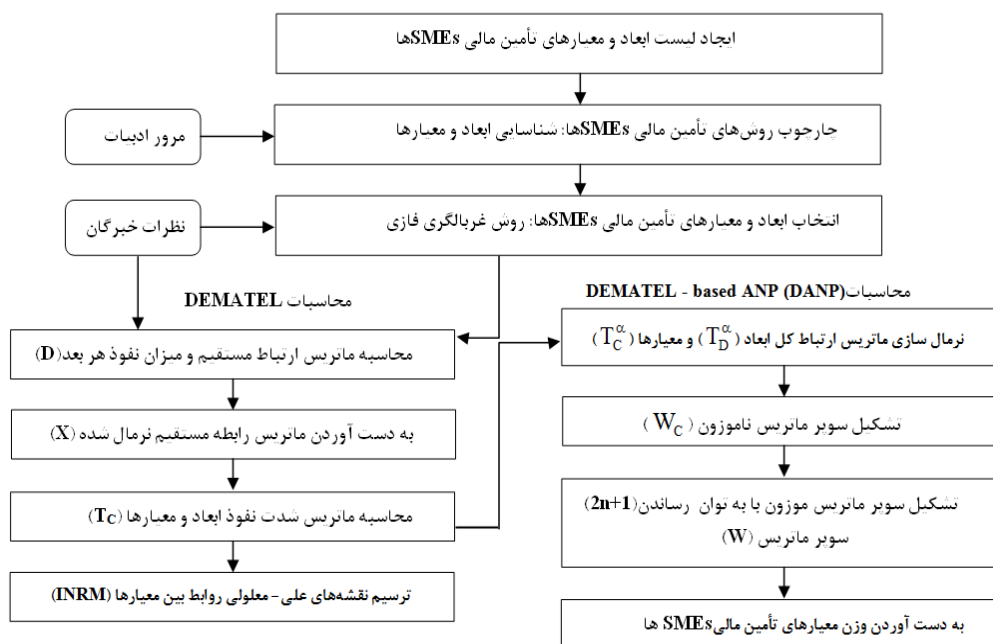 ایجاد لیست ابعاد و معیارهای تأمین مالی SMEsها
چارچوب روش‌های تأمین مالی SMEsها: شناسایی ابعاد و معیارها
مرور ادبیات
انتخاب ابعاد و معیارهای تأمین مالی SMEsها: روش غربالگری فازی
نظرات خبرگان
محاسبات DEMATEL
محاسبه ماتریس ارتباط مستقیم و میزان نفوذ هر بعد(D)
به دست آوردن ماتریس رابطه مستقیم نرمال شده (X)
محاسبه ماتریس شدت نفوذ ابعاد و معیارها (T_C)
ترسیم نقشه‌های علی - معلولی روابط بین معیارها (INRM)
محاسبات DEMATEL - based ANP (DANP)
نرمال سازی ماتریس ارتباط کل ابعاد (T_D^α) و معیارها (T_C^α)
تشکیل سوپر ماتریس ناموزون (W_C)
تشکیل سوپر ماتریس موزون با به توان رساندن(2n+1)
سوپر ماتریس (W)
به دست آوردن وزن معیارهای تأمین مالی SMEs ها